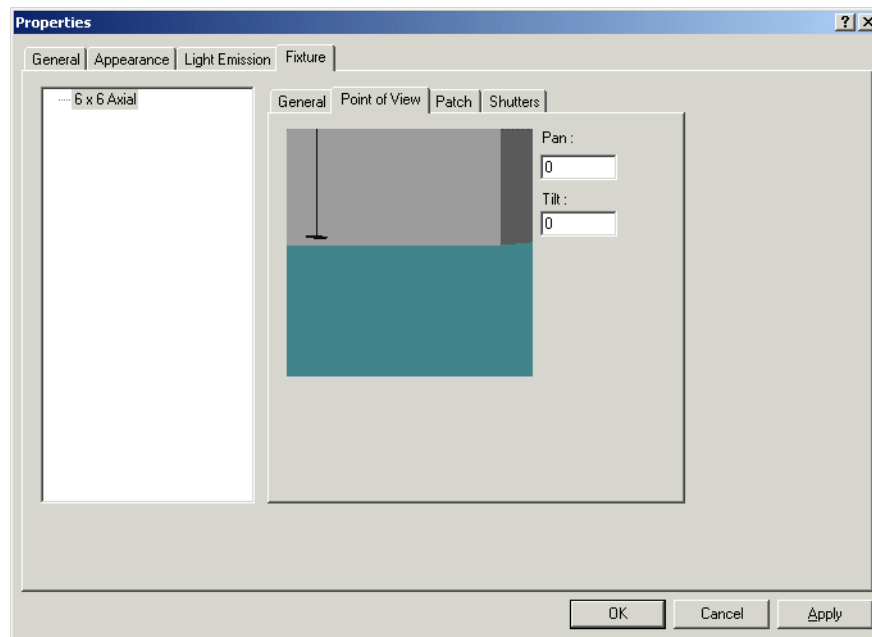 Properties
General Appearance Light Emission Fixture
6 x 6 Axial
General Point of View Patch Shutters
Pan :
0
Tilt :
0
OK Cancel Apply